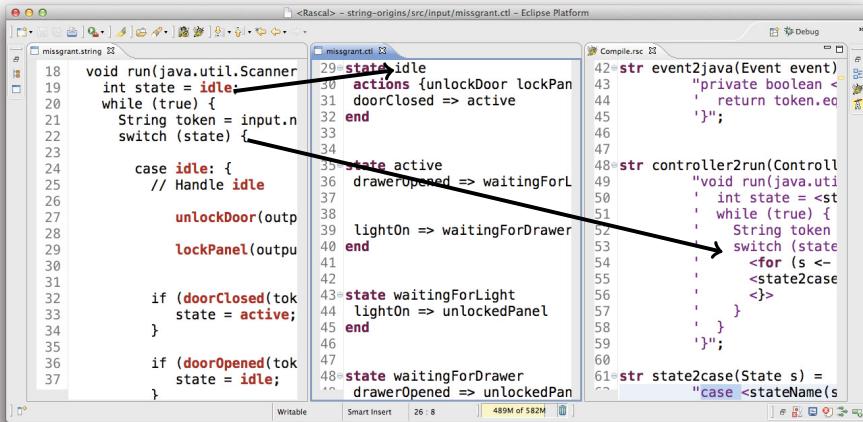 <Rascal> - string-origins/src/input/missgrant.ctl - Eclipse Platform
Debug
missgrant.string
18 void run(java.util.Scanner
19 int state = idle;
20 while (true) {
21 String token = input.n
22 switch (state) {
23
24 case idle: {
25 // Handle idle
26
27 unlockDoor(outp
28
29 lockPanel(outpu
30
31
32 if (doorClosed(tok
33 state = active;
34 }
35
36 if (doorOpened(tok
37 state = idle;
}
missgrant.ctl
29 state idle
30 actions {unlockDoor lockPan
31 doorClosed => active
32 end
33
34
35 state active
36 drawerOpened => waitingForL
37
38
39 lightOn => waitingForDrawer
40 end
41
42
43 state waitingForLight
44 lightOn => unlockedPanel
45 end
46
47
48 state waitingForDrawer
49 drawerOpened => unlockedPan
Compile.rsc
42 str event2java(Event event)
43 "private boolean <
44 ' return token.eq
45 '}";
46
47
48 str controller2run(Controll
49 "void run(java.uti
50 ' int state = <st
51 ' while (true) {
52 ' String token
53 ' switch (state
54 ' <for (s <-
55 ' <state2case
56 ' <}>
57 ' }
58 ' }
59 '}";
60
61 str state2case(State s) =
62 "case <stateName(s
Writable
Smart Insert
26 : 8
489M of 582M